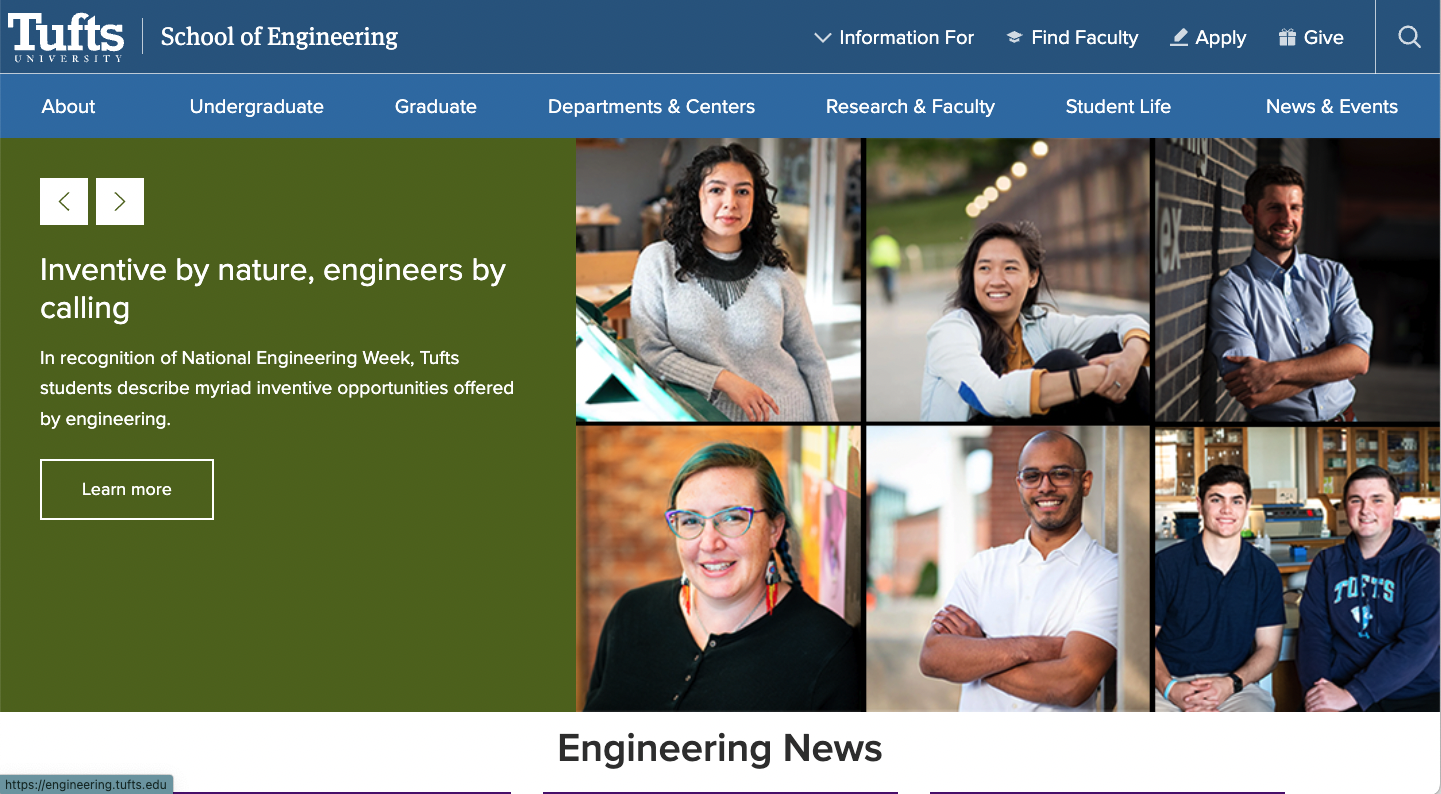 Tufts
UNIVERSITY
School of Engineering
Information For
Find Faculty
Apply
Give
About
Undergraduate
Graduate
Departments & Centers
Research & Faculty
Student Life
News & Events
Inventive by nature, engineers by
calling
In recognition of National Engineering Week, Tufts
students describe myriad inventive opportunities offered
by engineering.
Learn more
ex
TUFTS
Engineering News
https://engineering.tufts.edu